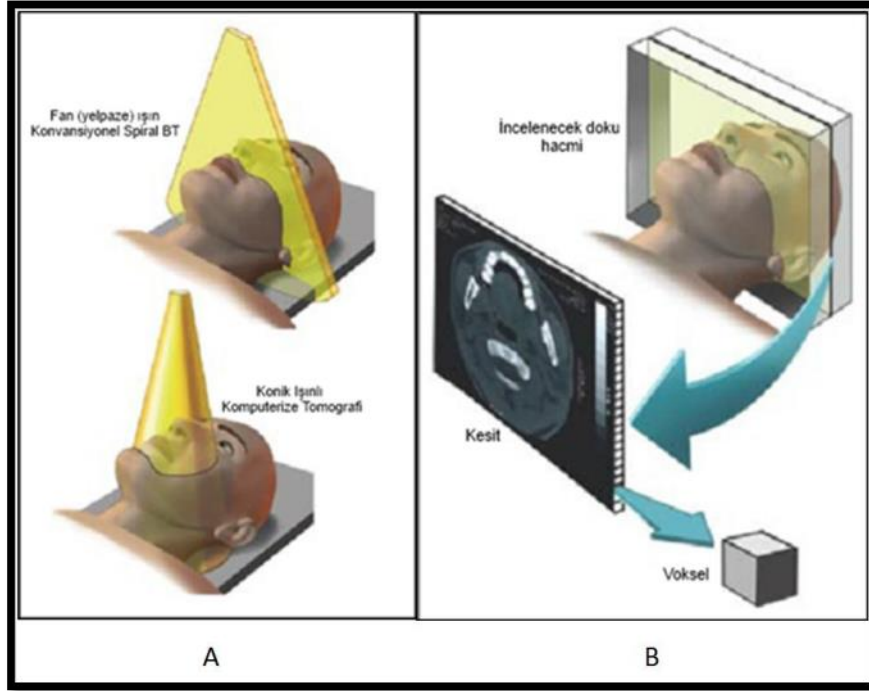 Fan (yelpaze) ışın
Konvansiyonel Spiral BT
Konik Işınlı
Komputerize Tomografi
A
İncelenecek doku
hacmi
Kesit
Voksel
B